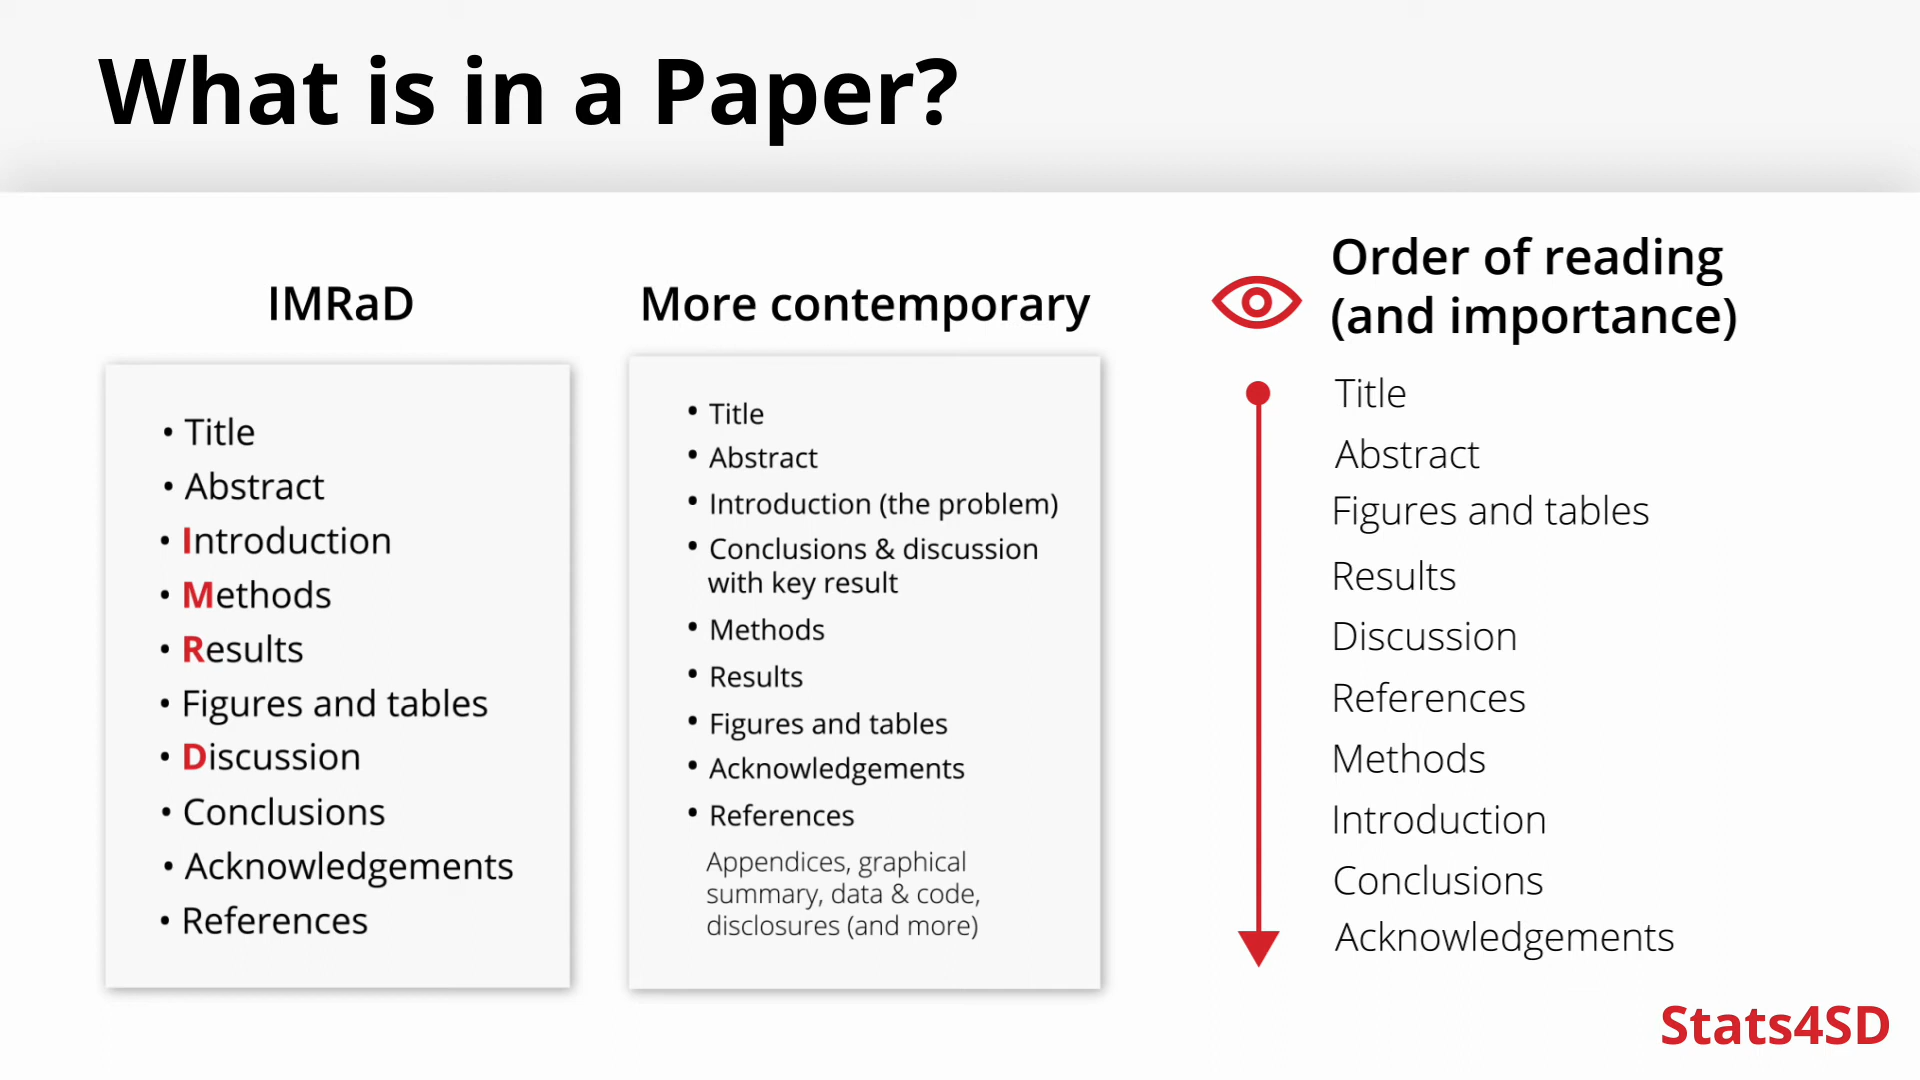 What is in a Paper?
IMRaD
• Title
• Abstract
• Introduction
• Methods
• Results
• Figures and tables
• Discussion
• Conclusions
• Acknowledgements
• References
More contemporary
• Title
• Abstract
• Introduction (the problem)
• Conclusions & discussion
with key result
• Methods
• Results
• Figures and tables
• Acknowledgements
• References
Appendices, graphical
summary, data & code,
disclosures (and more)
Order of reading
(and importance)
Title
Abstract
Figures and tables
Results
Discussion
References
Methods
Introduction
Conclusions
Acknowledgements
Stats4SD